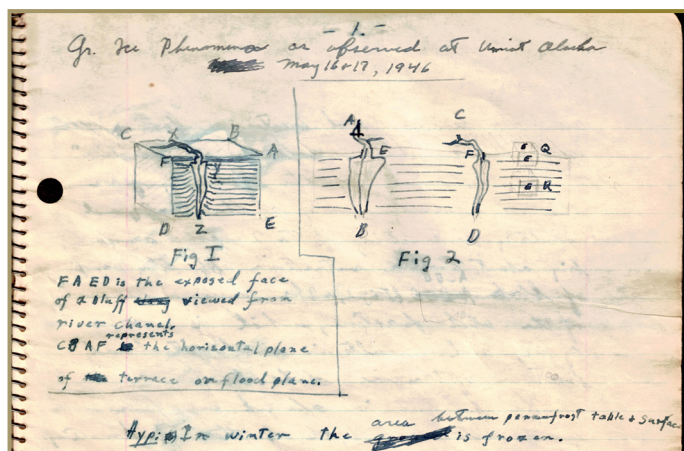 - 1. -
Gr. Ice Phenomena as observed at Umiat Alaska
May 16 & 17, 1946
C X B A
F Y
D Z E
Fig I
A E
B
C F
D
G Q
G
G R
Fig 2
FAED is the exposed face
of a bluff viewed from
river chanel.
represents
CBAF the horizontal plane
of terrace or flood plane.
area between permafrost table & surface
Hyp: In winter the is frozen.